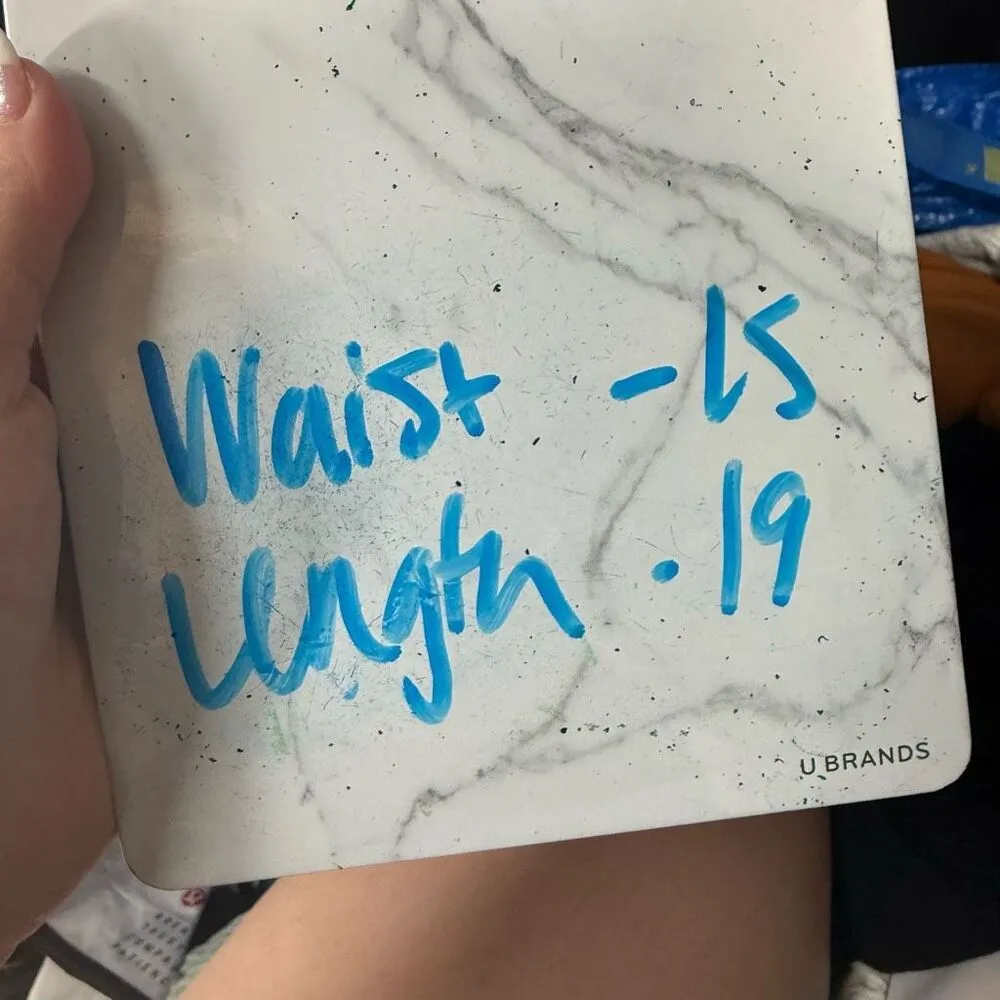 Waist - 15
Length . 19
U BRANDS